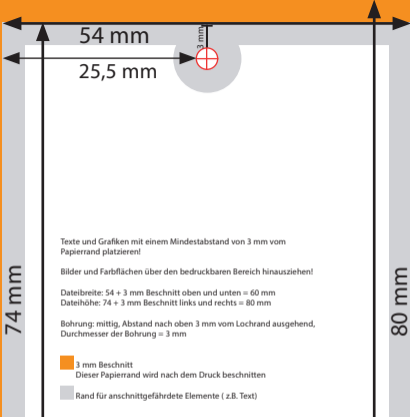 54 mm
3 mm
25,5 mm
Texte und Grafiken mit einem Mindestabstand von 3 mm vom
Papierrand platzieren!
Bilder und Farbflächen über den bedruckbaren Bereich hinausziehen!
Dateibreite: 54 + 3 mm Beschnitt oben und unten = 60 mm
Dateihöhe: 74 + 3 mm Beschnitt links und rechts = 80 mm
Bohrung: mittig, Abstand nach oben 3 mm vom Lochrand ausgehend,
Durchmesser der Bohrung = 3 mm
74 mm
80 mm
3 mm Beschnitt
Dieser Papierrand wird nach dem Druck beschnitten
Rand für anschnittgefährdete Elemente ( z.B. Text)